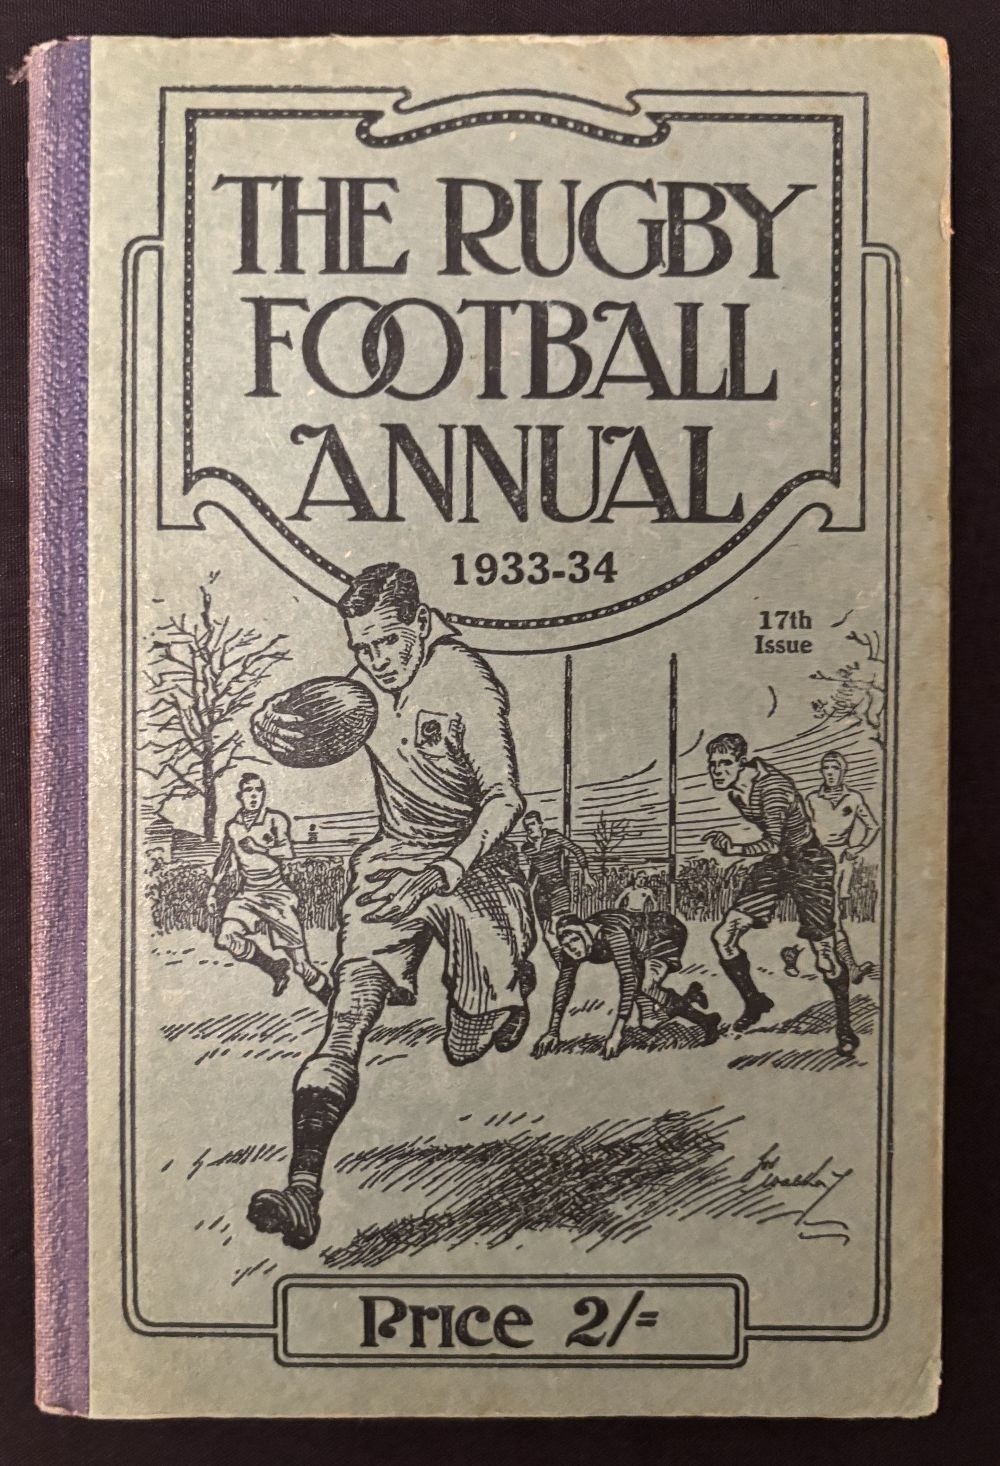 THE RUGBY
FOOTBALL
ANNUAL
1933-34
17th
Issue
Price 2/=